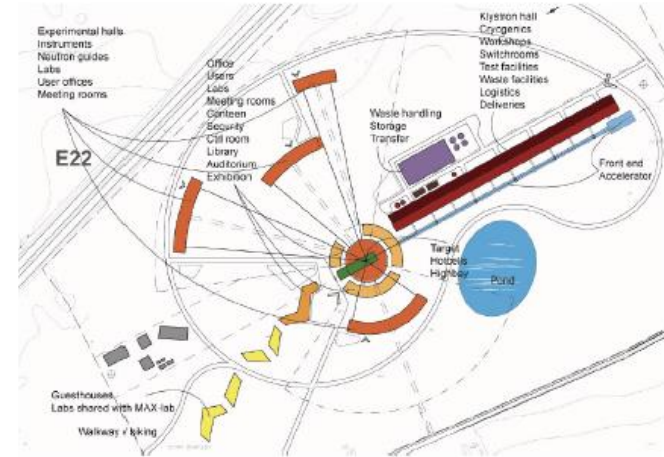 Experimental halls
Instruments
Neutron guides
Labs
User offices
Meeting rooms
E22
Office
Users
Labs
Meeting rooms
Canteen
Security
Ctrl room
Library
Auditorium
Exhibition
Waste handling
Storage
Transfer
Klystron hall
Cryogenics
Workshops
Switchrooms
Test facilities
Waste facilities
Logistics
Deliveries
Front end
Accelerator
Target
Hotbells
Highbay
Pond
Guesthouses
Labs shared with MAX-lab
Walkway / biking